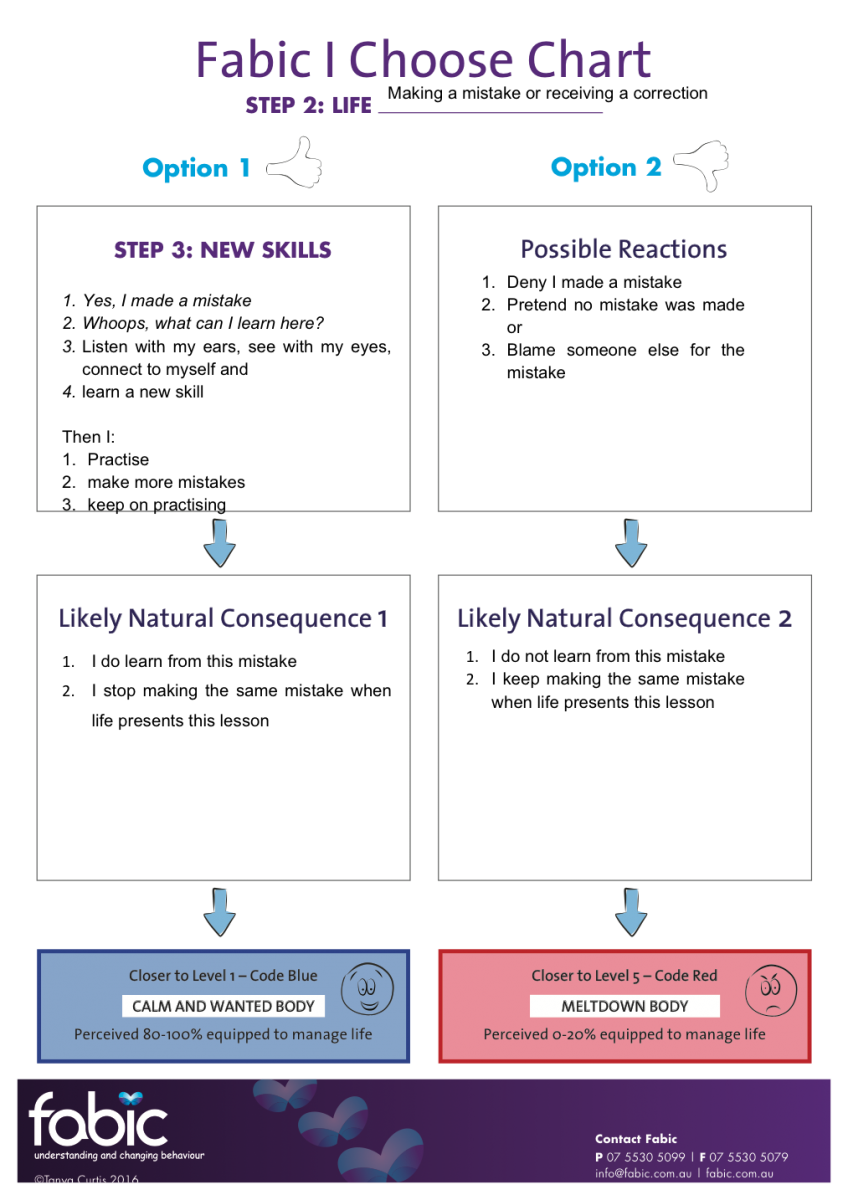 Fabic I Choose Chart
STEP 2: LIFE Making a mistake or receiving a correction
Option 1
Option 2
STEP 3: NEW SKILLS
1. Yes, I made a mistake
2. Whoops, what can I learn here?
3. Listen with my ears, see with my eyes,
connect to myself and
4. learn a new skill
Then I:
1. Practise
2. make more mistakes
3. keep on practising
Possible Reactions
1. Deny I made a mistake
2. Pretend no mistake was made
or
3. Blame someone else for the
mistake
Likely Natural Consequence 1
1. I do learn from this mistake
2. I stop making the same mistake when
life presents this lesson
Likely Natural Consequence 2
1. I do not learn from this mistake
2. I keep making the same mistake
when life presents this lesson
Closer to Level 1 – Code Blue
CALM AND WANTED BODY
Perceived 80-100% equipped to manage life
Closer to Level 5 – Code Red
MELTDOWN BODY
Perceived 0-20% equipped to manage life
fabic
understanding and changing behaviour
©Tanya Curtis 2016
Contact Fabic
P 07 5530 5099 | F 07 5530 5079
info@fabic.com.au | fabic.com.au